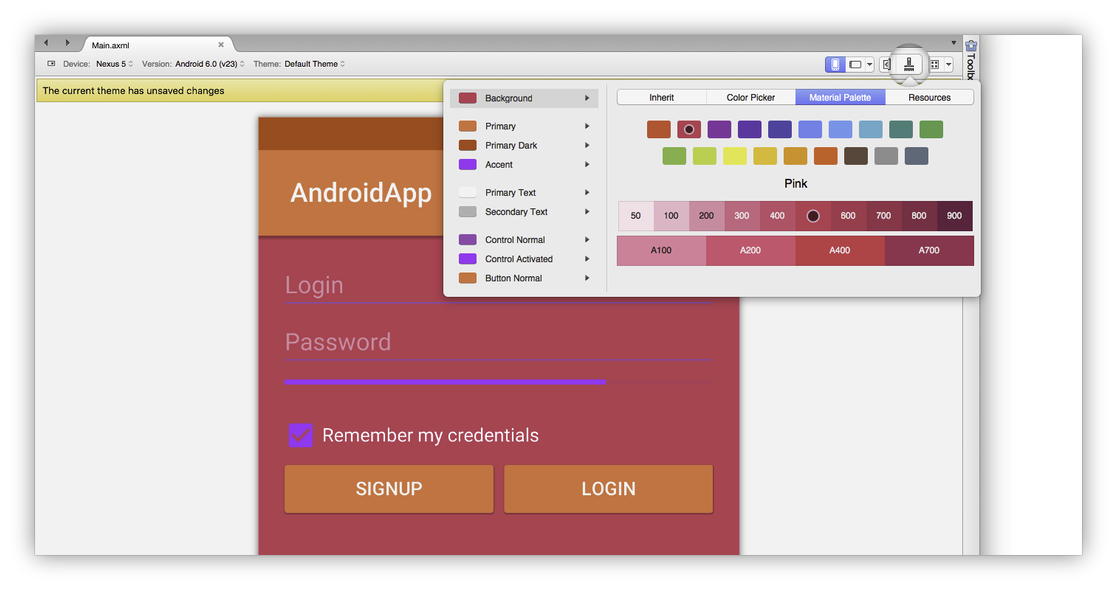 Main.axml
Device: Nexus 5 Version: Android 6.0 (v23) Theme: Default Theme
The current theme has unsaved changes
Background
Primary
Primary Dark
Accent
Primary Text
Secondary Text
Control Normal
Control Activated
Button Normal
Inherit Color Picker Material Palette Resources
Pink
50 100 200 300 400 600 700 800 900
A100 A200 A400 A700
AndroidApp
Login
Password
Remember my credentials
SIGNUP LOGIN